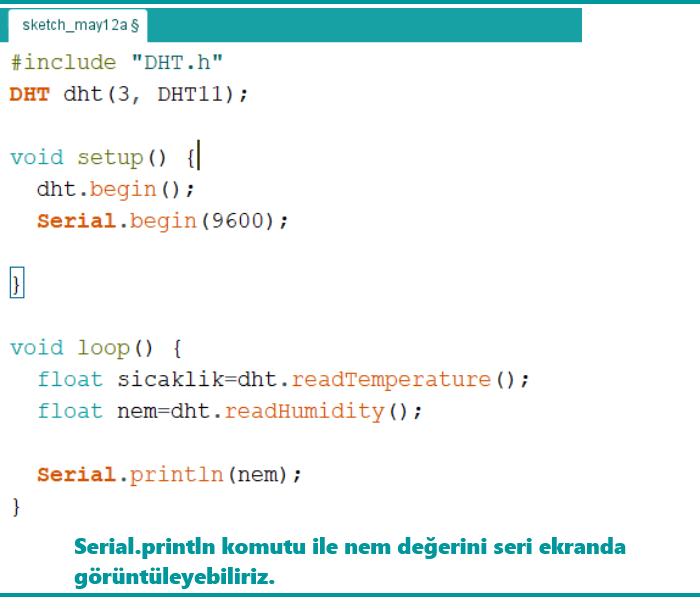 sketch_may12a §
#include "DHT.h"
DHT dht(3, DHT11);
void setup() {
dht.begin();
Serial.begin(9600);
}
void loop() {
float sicaklik=dht.readTemperature();
float nem=dht.readHumidity();
Serial.println(nem);
}
Serial.println komutu ile nem değerini seri ekranda
görüntüleyebiliriz.